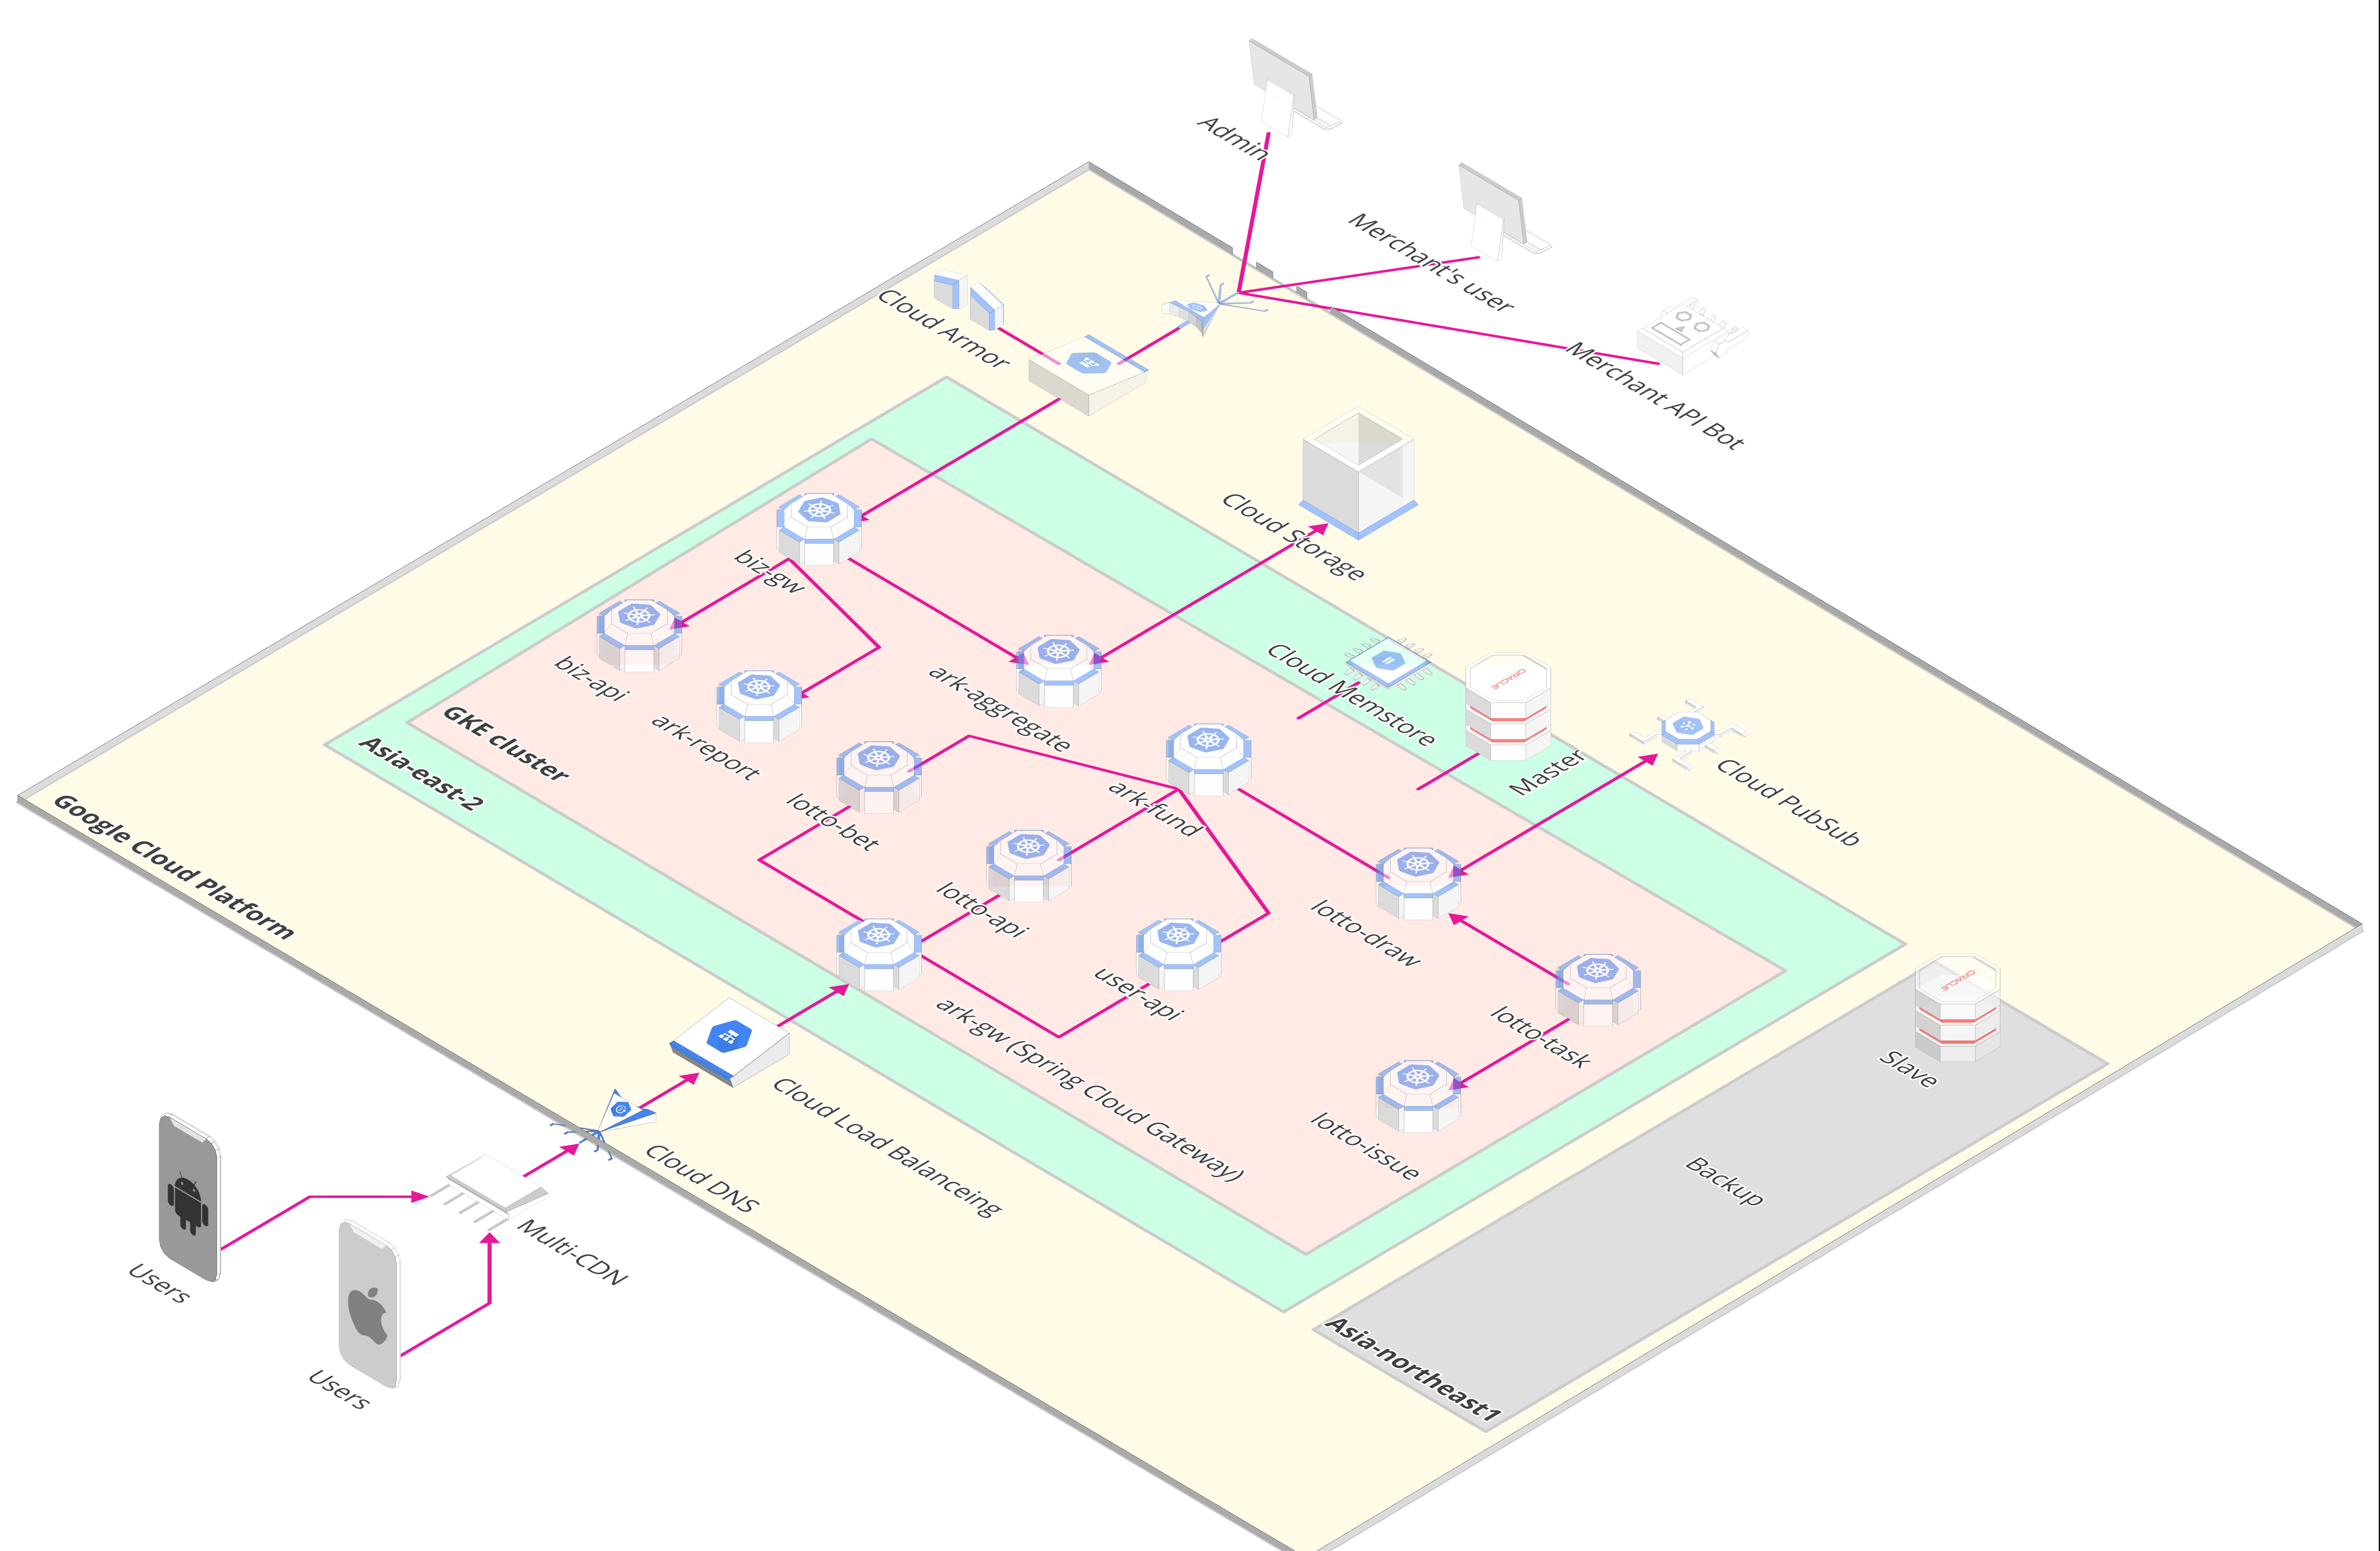 Admin
Merchant's user
Merchant API Bot
Cloud Armor
Cloud Storage
biz-gw
biz-api
ark-report
ark-aggregate
Cloud Memstore
ORACLE
Master
Cloud PubSub
GKE cluster
Asia-east-2
Google Cloud Platform
lotto-bet
ark-fund
lotto-api
lotto-draw
user-api
ark-gw (Spring Cloud Gateway)
lotto-task
lotto-issue
ORACLE
Slave
Backup
Asia-northeast1
Cloud Load Balanceing
Cloud DNS
Multi-CDN
Users
Users